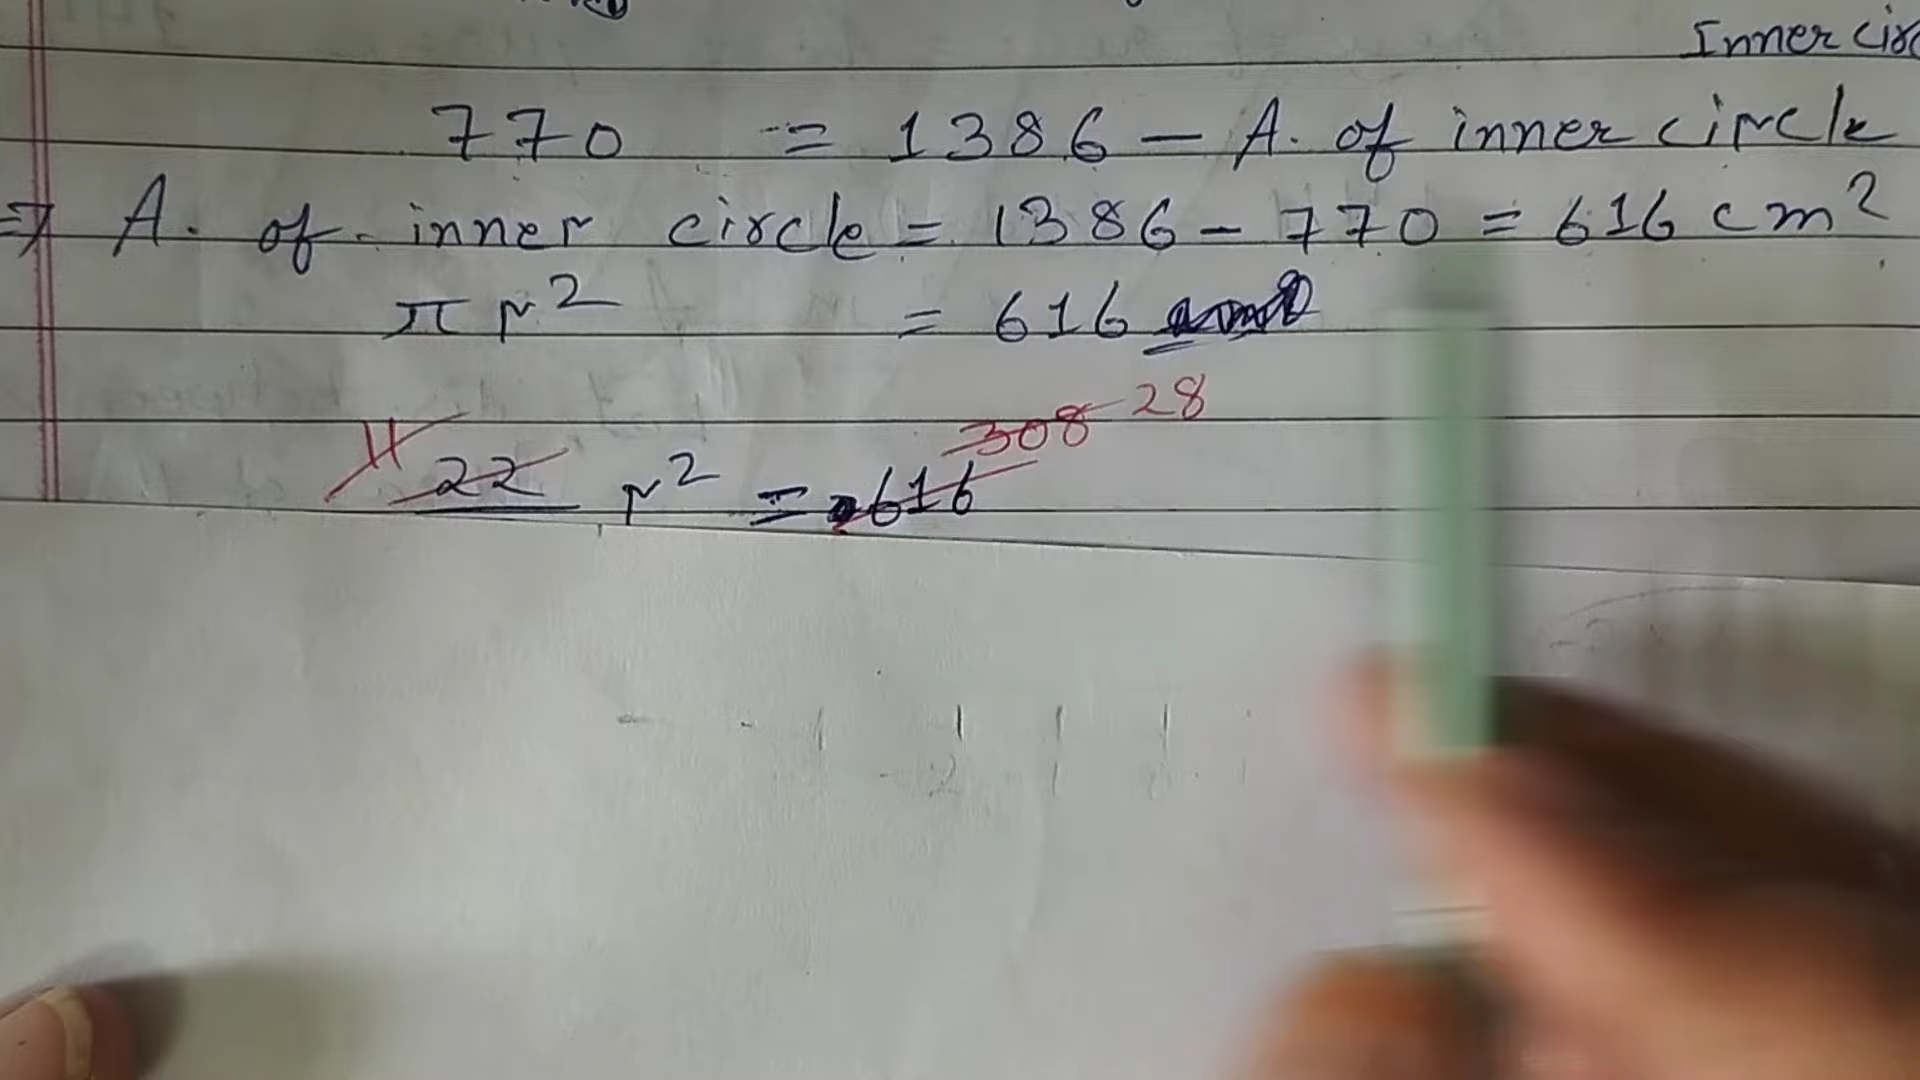 Inner circ
770 = 1386 - A. of inner circle
⇒ A. of inner circle = 1386 - 770 = 616 cm²
πr² = 616
308 28
11 22 r² = 616